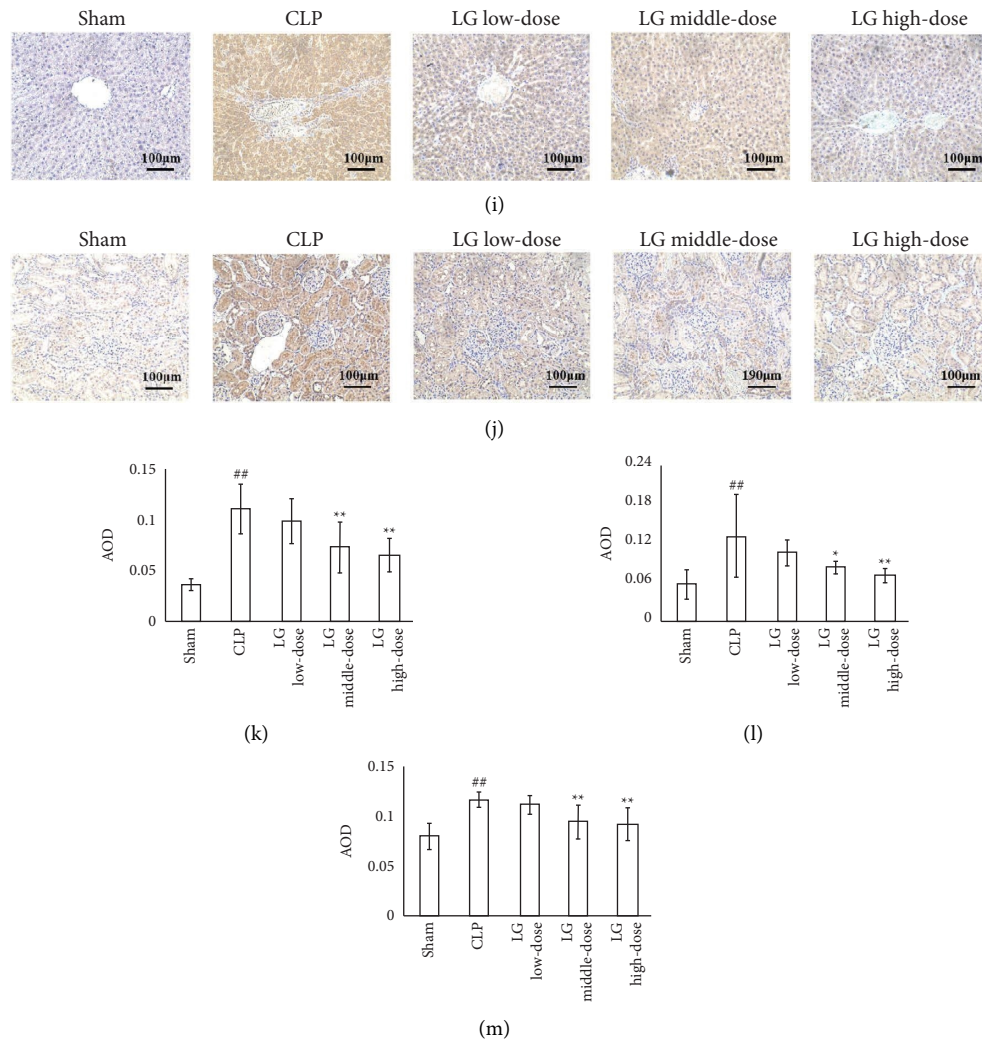 Sham CLP LG low-dose LG middle-dose LG high-dose
100μm 100μm 100μm 100μm 100μm
(i)
Sham CLP LG low-dose LG middle-dose LG high-dose
100μm 100μm 100μm 190μm 100μm
(j)
AOD
0.15
0.1
0.05
0
##
**
**
Sham
CLP
LG
low-dose
LG
middle-dose
LG
high-dose
(k)
AOD
0.24
0.18
0.12
0.06
0
##
*
**
Sham
CLP
LG
low-dose
LG
middle-dose
LG
high-dose
(l)
AOD
0.15
0.1
0.05
0
##
**
**
Sham
CLP
LG
low-dose
LG
middle-dose
LG
high-dose
(m)